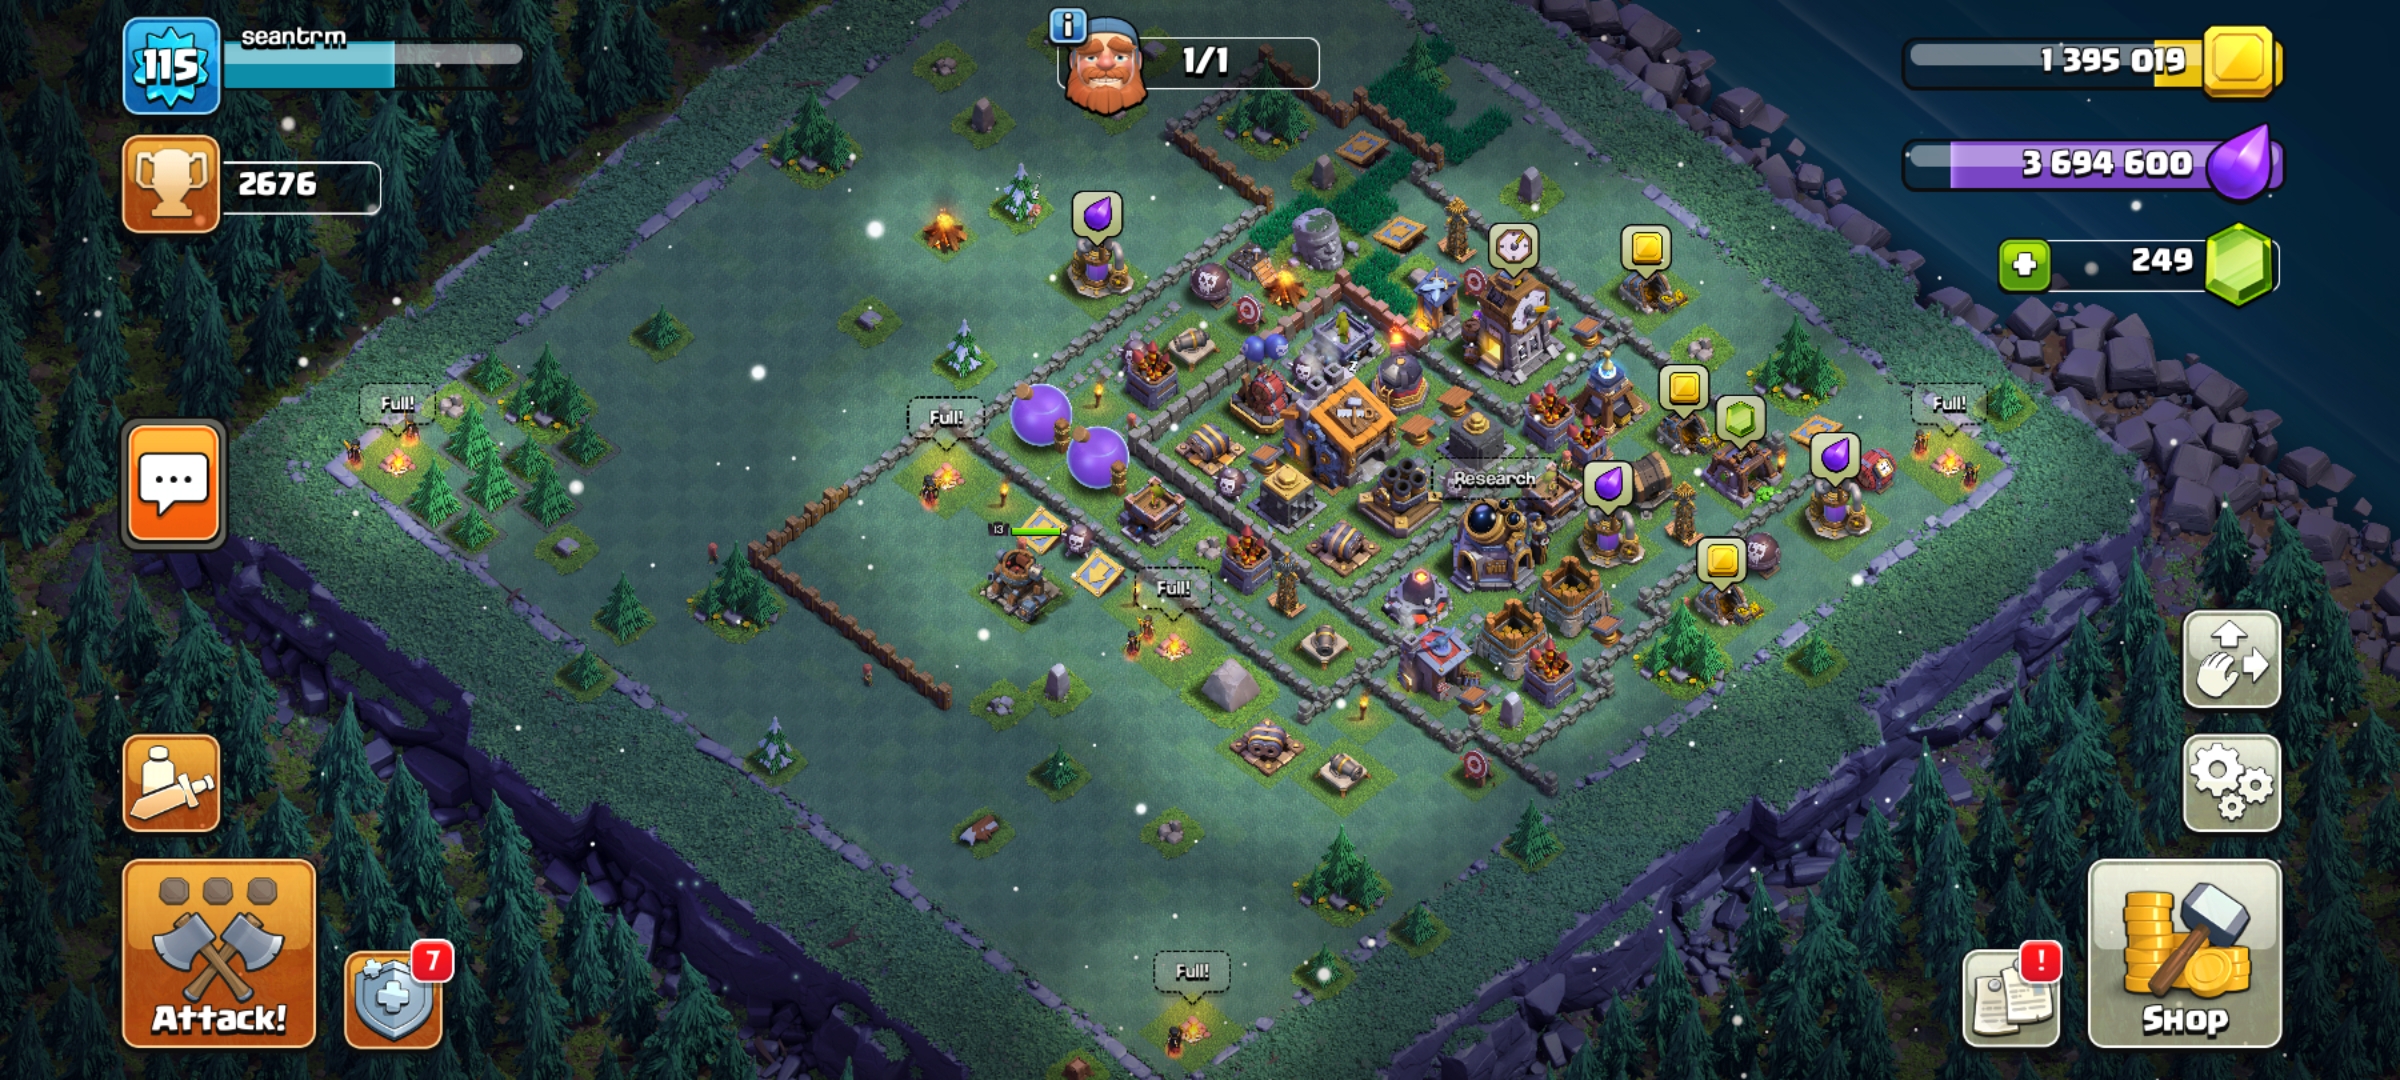 115
seantrm
i
1/1
1 395 019
2676
3 694 600
249
Full!
Full!
Full!
Research
13
Full!
Full!
Attack!
7
!
Shop